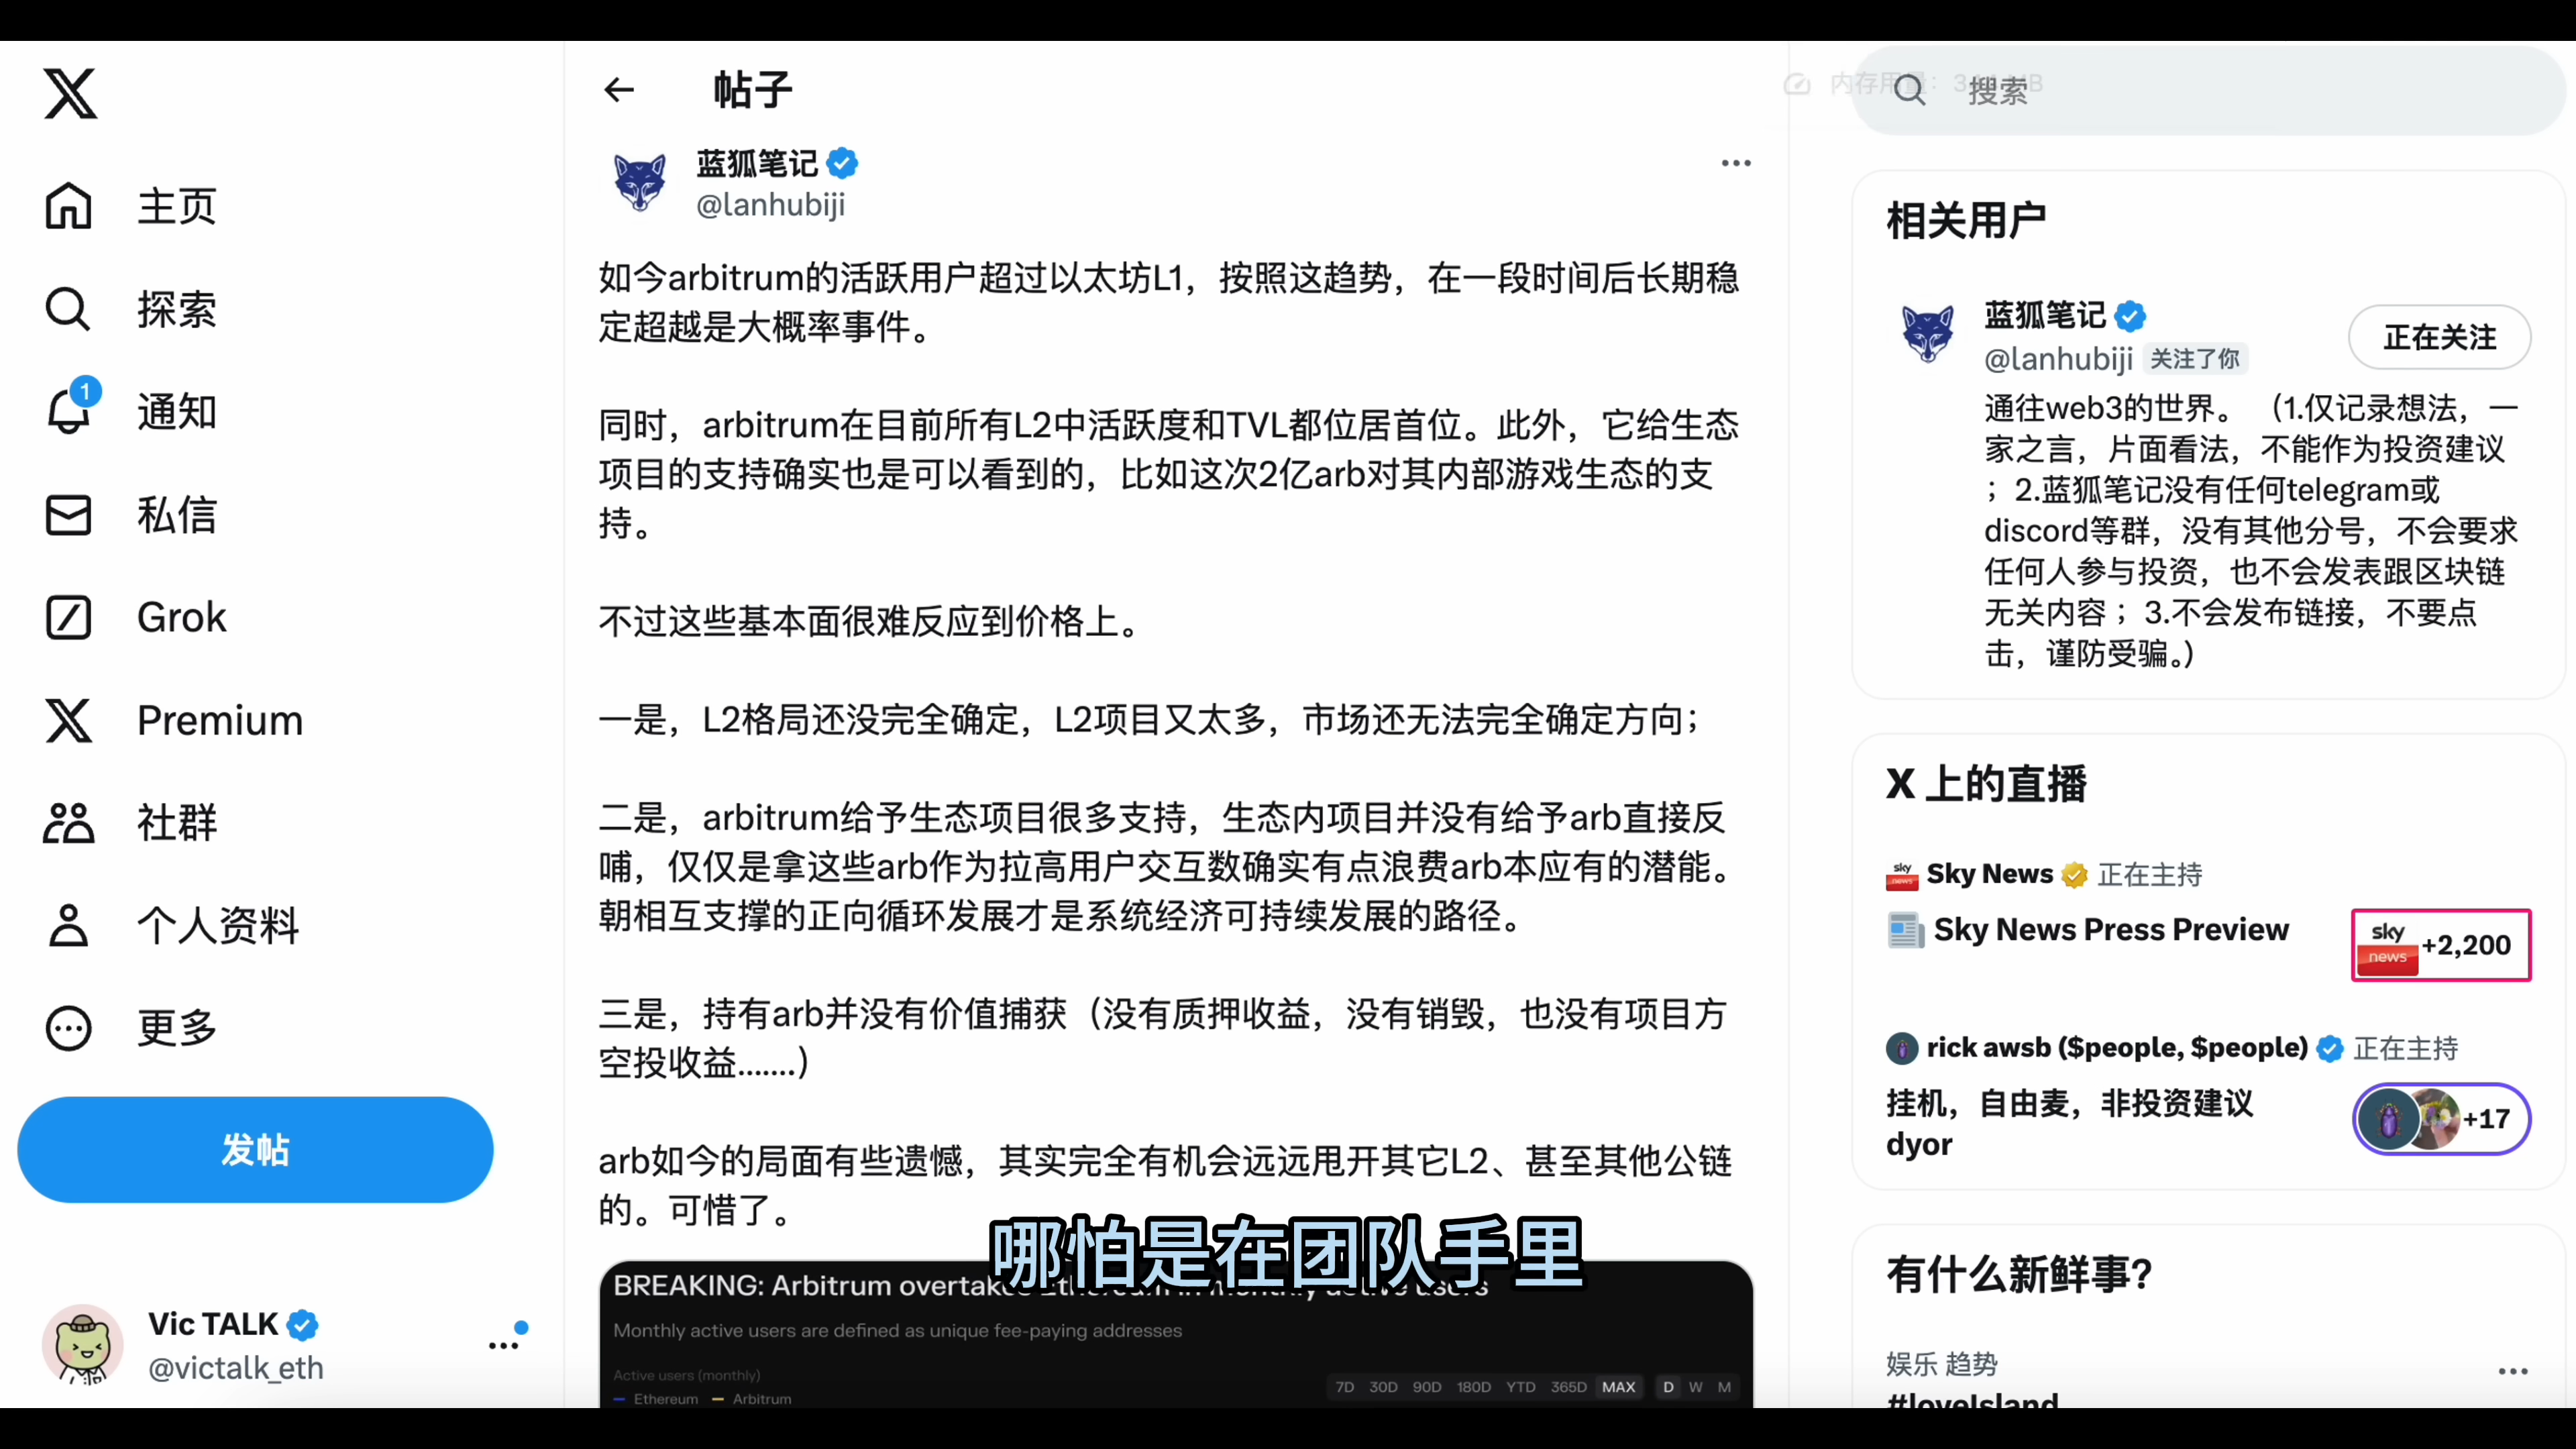 主页
探索
1
通知
私信
Grok
Premium
社群
个人资料
更多
发帖
Vic TALK
@victalk_eth
帖子
蓝狐笔记
@lanhubiji
如今arbitrum的活跃用户超过以太坊L1，按照这趋势，在一段时间后长期稳
定超越是大概率事件。
同时，arbitrum在目前所有L2中活跃度和TVL都位居首位。此外，它给生态
项目的支持确实也是可以看到的，比如这次2亿arb对其内部游戏生态的支
持。
不过这些基本面很难反应到价格上。
一是，L2格局还没完全确定，L2项目又太多，市场还无法完全确定方向；
二是，arbitrum给予生态项目很多支持，生态内项目并没有给予arb直接反
哺，仅仅是拿这些arb作为拉高用户交互数确实有点浪费arb本应有的潜能。
朝相互支撑的正向循环发展才是系统经济可持续发展的路径。
三是，持有arb并没有价值捕获（没有质押收益，没有销毁，也没有项目方
空投收益.......）
arb如今的局面有些遗憾，其实完全有机会远远甩开其它L2、甚至其他公链
的。可惜了。
哪怕是在团队手里
BREAKING: Arbitrum monthly active users
Monthly active users are defined as unique fee-paying addresses
Active users (monthly)
Ethereum Arbitrum
7D 30D 90D 180D YTD 365D MAX D W M
内存用量：
搜索
相关用户
蓝狐笔记
@lanhubiji 关注了你
正在关注
通往web3的世界。 （1.仅记录想法，一
家之言，片面看法，不能作为投资建议
；2.蓝狐笔记没有任何telegram或
discord等群，没有其他分号，不会要求
任何人参与投资，也不会发表跟区块链
无关内容；3.不会发布链接，不要点
击，谨防受骗。）
X 上的直播
sky news Sky News 正在主持
Sky News Press Preview
sky news +2,200
rick awsb ($people, $people) 正在主持
挂机，自由麦，非投资建议
dyor
+17
有什么新鲜事？
娱乐 趋势
#loveIsland